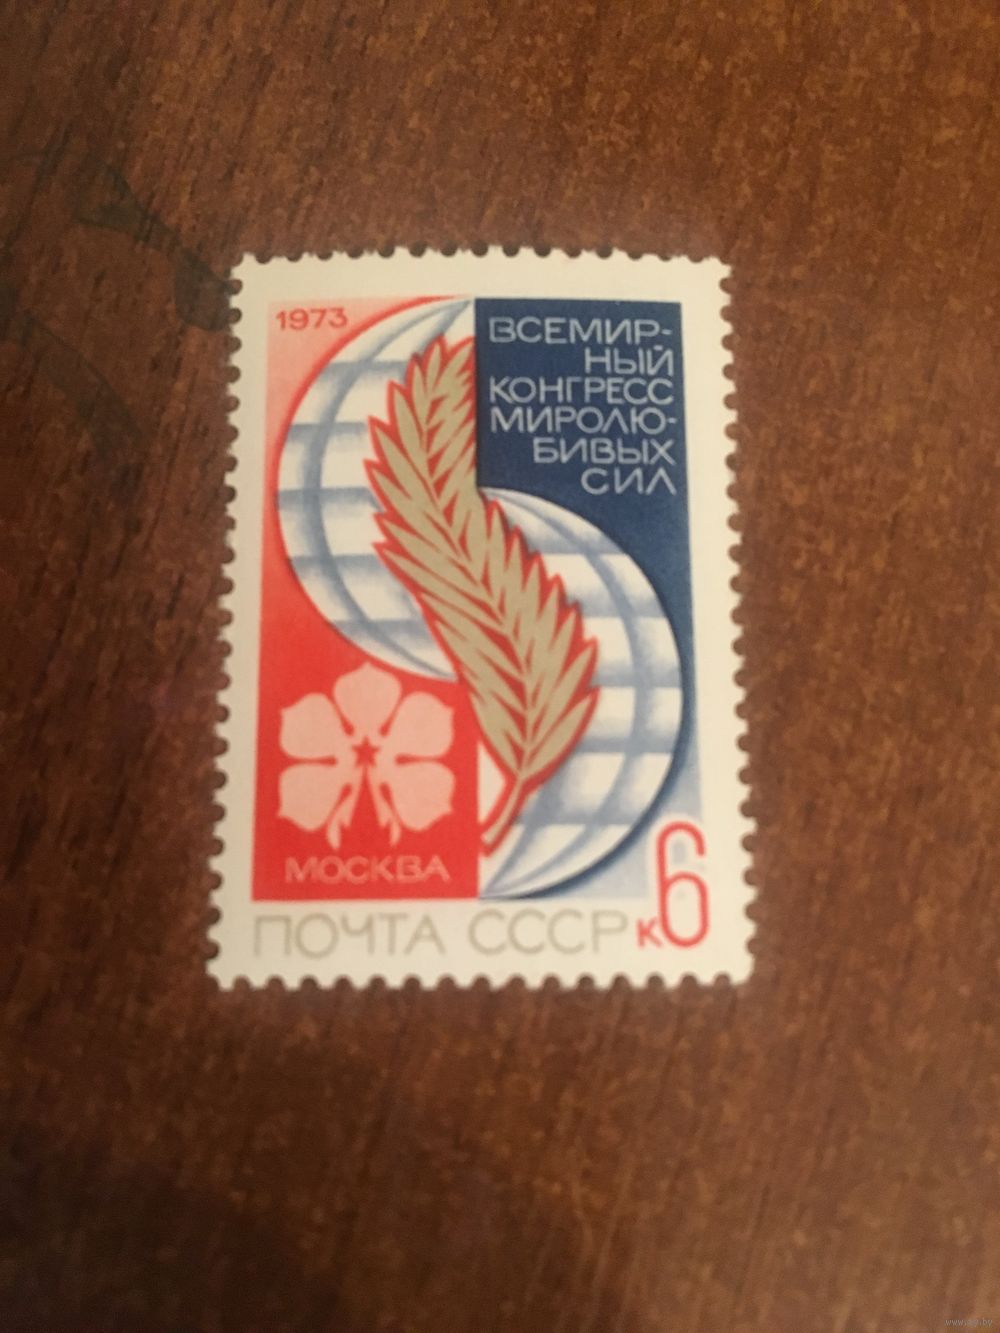 1973
ВСЕМИР-
НЫЙ
КОНГРЕСС
МИРОЛЮ-
БИВЫХ
СИЛ
МОСКВА
ПОЧТА СССР к6